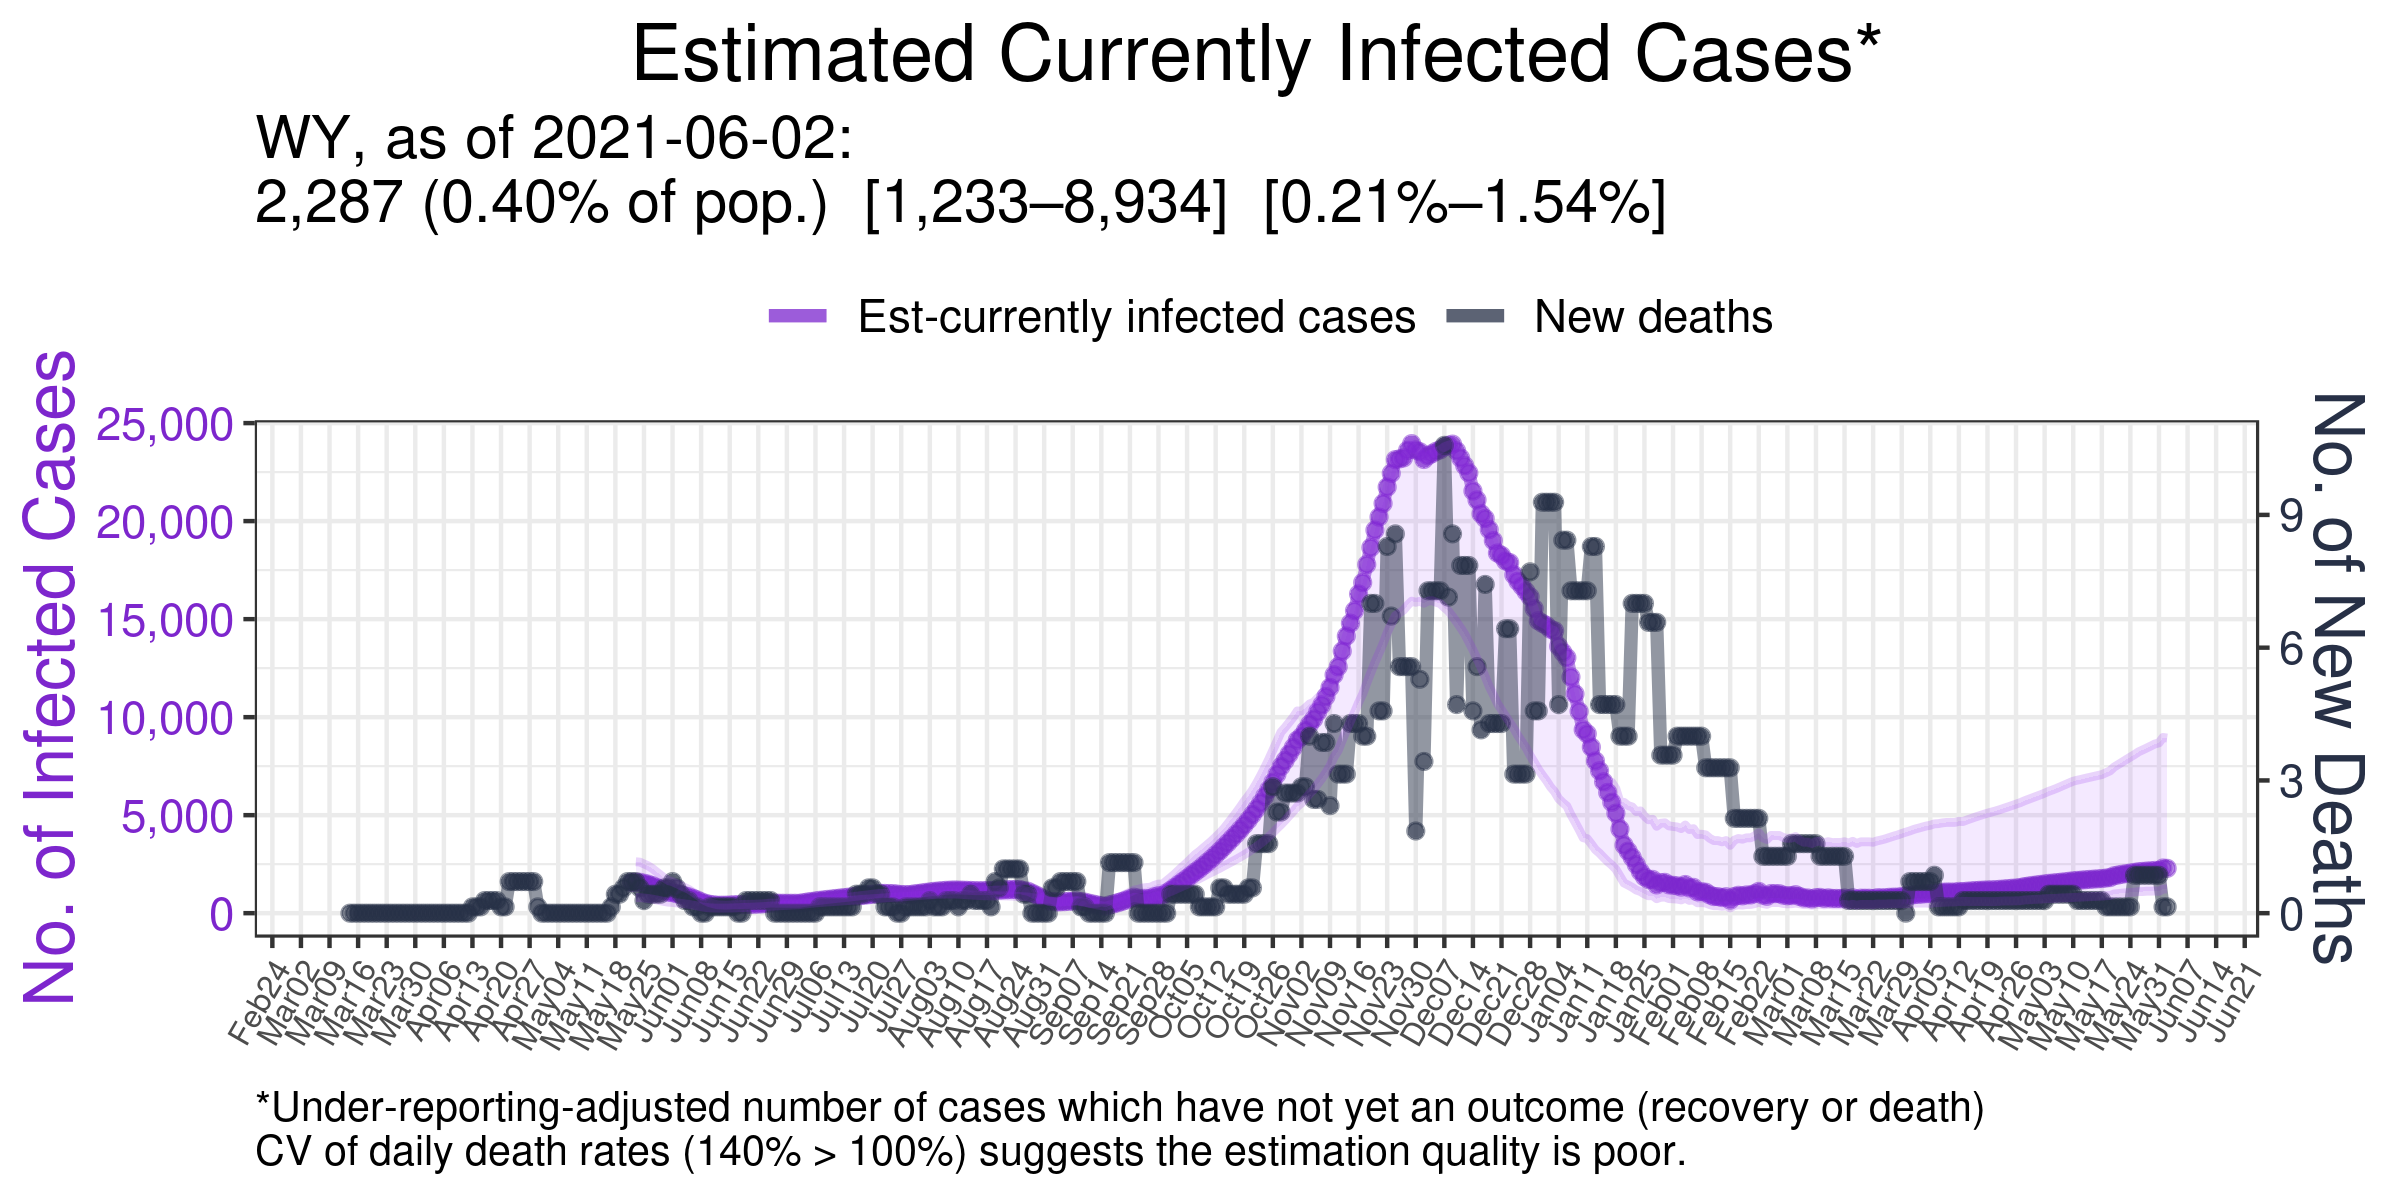 Estimated Currently Infected Cases*
WY, as of 2021-06-02:
2,287 (0.40% of pop.)  [1,233–8,934]  [0.21%–1.54%]
Est-currently infected cases
New deaths
No. of Infected Cases
25,000
20,000
15,000
10,000
5,000
0
No. of New Deaths
9
6
3
0
Feb24
Mar02
Mar09
Mar16
Mar23
Mar30
Apr06
Apr13
Apr20
Apr27
May04
May11
May18
May25
Jun01
Jun08
Jun15
Jun22
Jun29
Jul06
Jul13
Jul20
Jul27
Aug03
Aug10
Aug17
Aug24
Aug31
Sep07
Sep14
Sep21
Sep28
Oct05
Oct12
Oct19
Oct26
Nov02
Nov09
Nov16
Nov23
Nov30
Dec07
Dec14
Dec21
Dec28
Jan04
Jan11
Jan18
Jan25
Feb01
Feb08
Feb15
Feb22
Mar01
Mar08
Mar15
Mar22
Mar29
Apr05
Apr12
Apr19
Apr26
May03
May10
May17
May24
May31
Jun07
Jun14
Jun21
*Under-reporting-adjusted number of cases which have not yet an outcome (recovery or death)
CV of daily death rates (140% > 100%) suggests the estimation quality is poor.